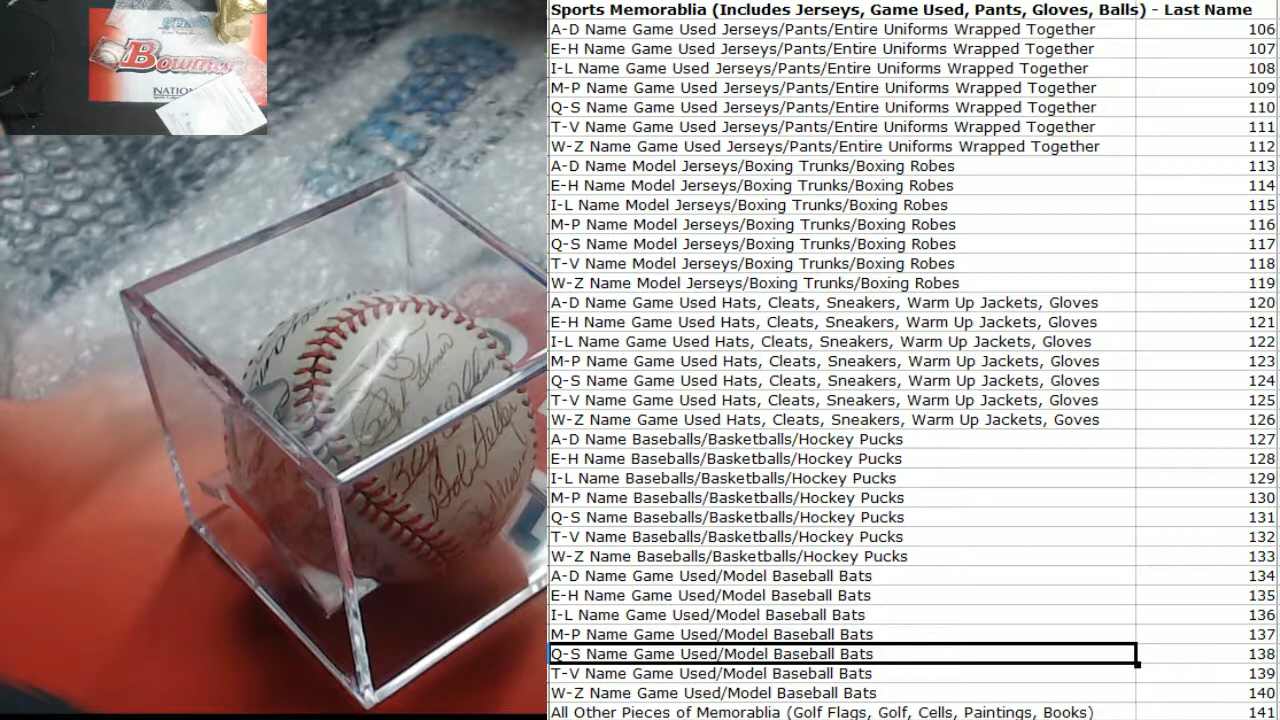 Bowman
NATION
Ralph Kiner
Billy Williams
Bob Feller
Sports Memorablia (Includes Jerseys, Game Used, Pants, Gloves, Balls) - Last Name
A-D Name Game Used Jerseys/Pants/Entire Uniforms Wrapped Together 106
E-H Name Game Used Jerseys/Pants/Entire Uniforms Wrapped Together 107
I-L Name Game Used Jerseys/Pants/Entire Uniforms Wrapped Together 108
M-P Name Game Used Jerseys/Pants/Entire Uniforms Wrapped Together 109
Q-S Name Game Used Jerseys/Pants/Entire Uniforms Wrapped Together 110
T-V Name Game Used Jerseys/Pants/Entire Uniforms Wrapped Together 111
W-Z Name Game Used Jerseys/Pants/Entire Uniforms Wrapped Together 112
A-D Name Model Jerseys/Boxing Trunks/Boxing Robes 113
E-H Name Model Jerseys/Boxing Trunks/Boxing Robes 114
I-L Name Model Jerseys/Boxing Trunks/Boxing Robes 115
M-P Name Model Jerseys/Boxing Trunks/Boxing Robes 116
Q-S Name Model Jerseys/Boxing Trunks/Boxing Robes 117
T-V Name Model Jerseys/Boxing Trunks/Boxing Robes 118
W-Z Name Model Jerseys/Boxing Trunks/Boxing Robes 119
A-D Name Game Used Hats, Cleats, Sneakers, Warm Up Jackets, Gloves 120
E-H Name Game Used Hats, Cleats, Sneakers, Warm Up Jackets, Gloves 121
I-L Name Game Used Hats, Cleats, Sneakers, Warm Up Jackets, Gloves 122
M-P Name Game Used Hats, Cleats, Sneakers, Warm Up Jackets, Gloves 123
Q-S Name Game Used Hats, Cleats, Sneakers, Warm Up Jackets, Gloves 124
T-V Name Game Used Hats, Cleats, Sneakers, Warm Up Jackets, Gloves 125
W-Z Name Game Used Hats, Cleats, Sneakers, Warm Up Jackets, Goves 126
A-D Name Baseballs/Basketballs/Hockey Pucks 127
E-H Name Baseballs/Basketballs/Hockey Pucks 128
I-L Name Baseballs/Basketballs/Hockey Pucks 129
M-P Name Baseballs/Basketballs/Hockey Pucks 130
Q-S Name Baseballs/Basketballs/Hockey Pucks 131
T-V Name Baseballs/Basketballs/Hockey Pucks 132
W-Z Name Baseballs/Basketballs/Hockey Pucks 133
A-D Name Game Used/Model Baseball Bats 134
E-H Name Game Used/Model Baseball Bats 135
I-L Name Game Used/Model Baseball Bats 136
M-P Name Game Used/Model Baseball Bats 137
Q-S Name Game Used/Model Baseball Bats 138
T-V Name Game Used/Model Baseball Bats 139
W-Z Name Game Used/Model Baseball Bats 140
All Other Pieces of Memorablia (Golf Flags, Golf, Cells, Paintings, Books) 141